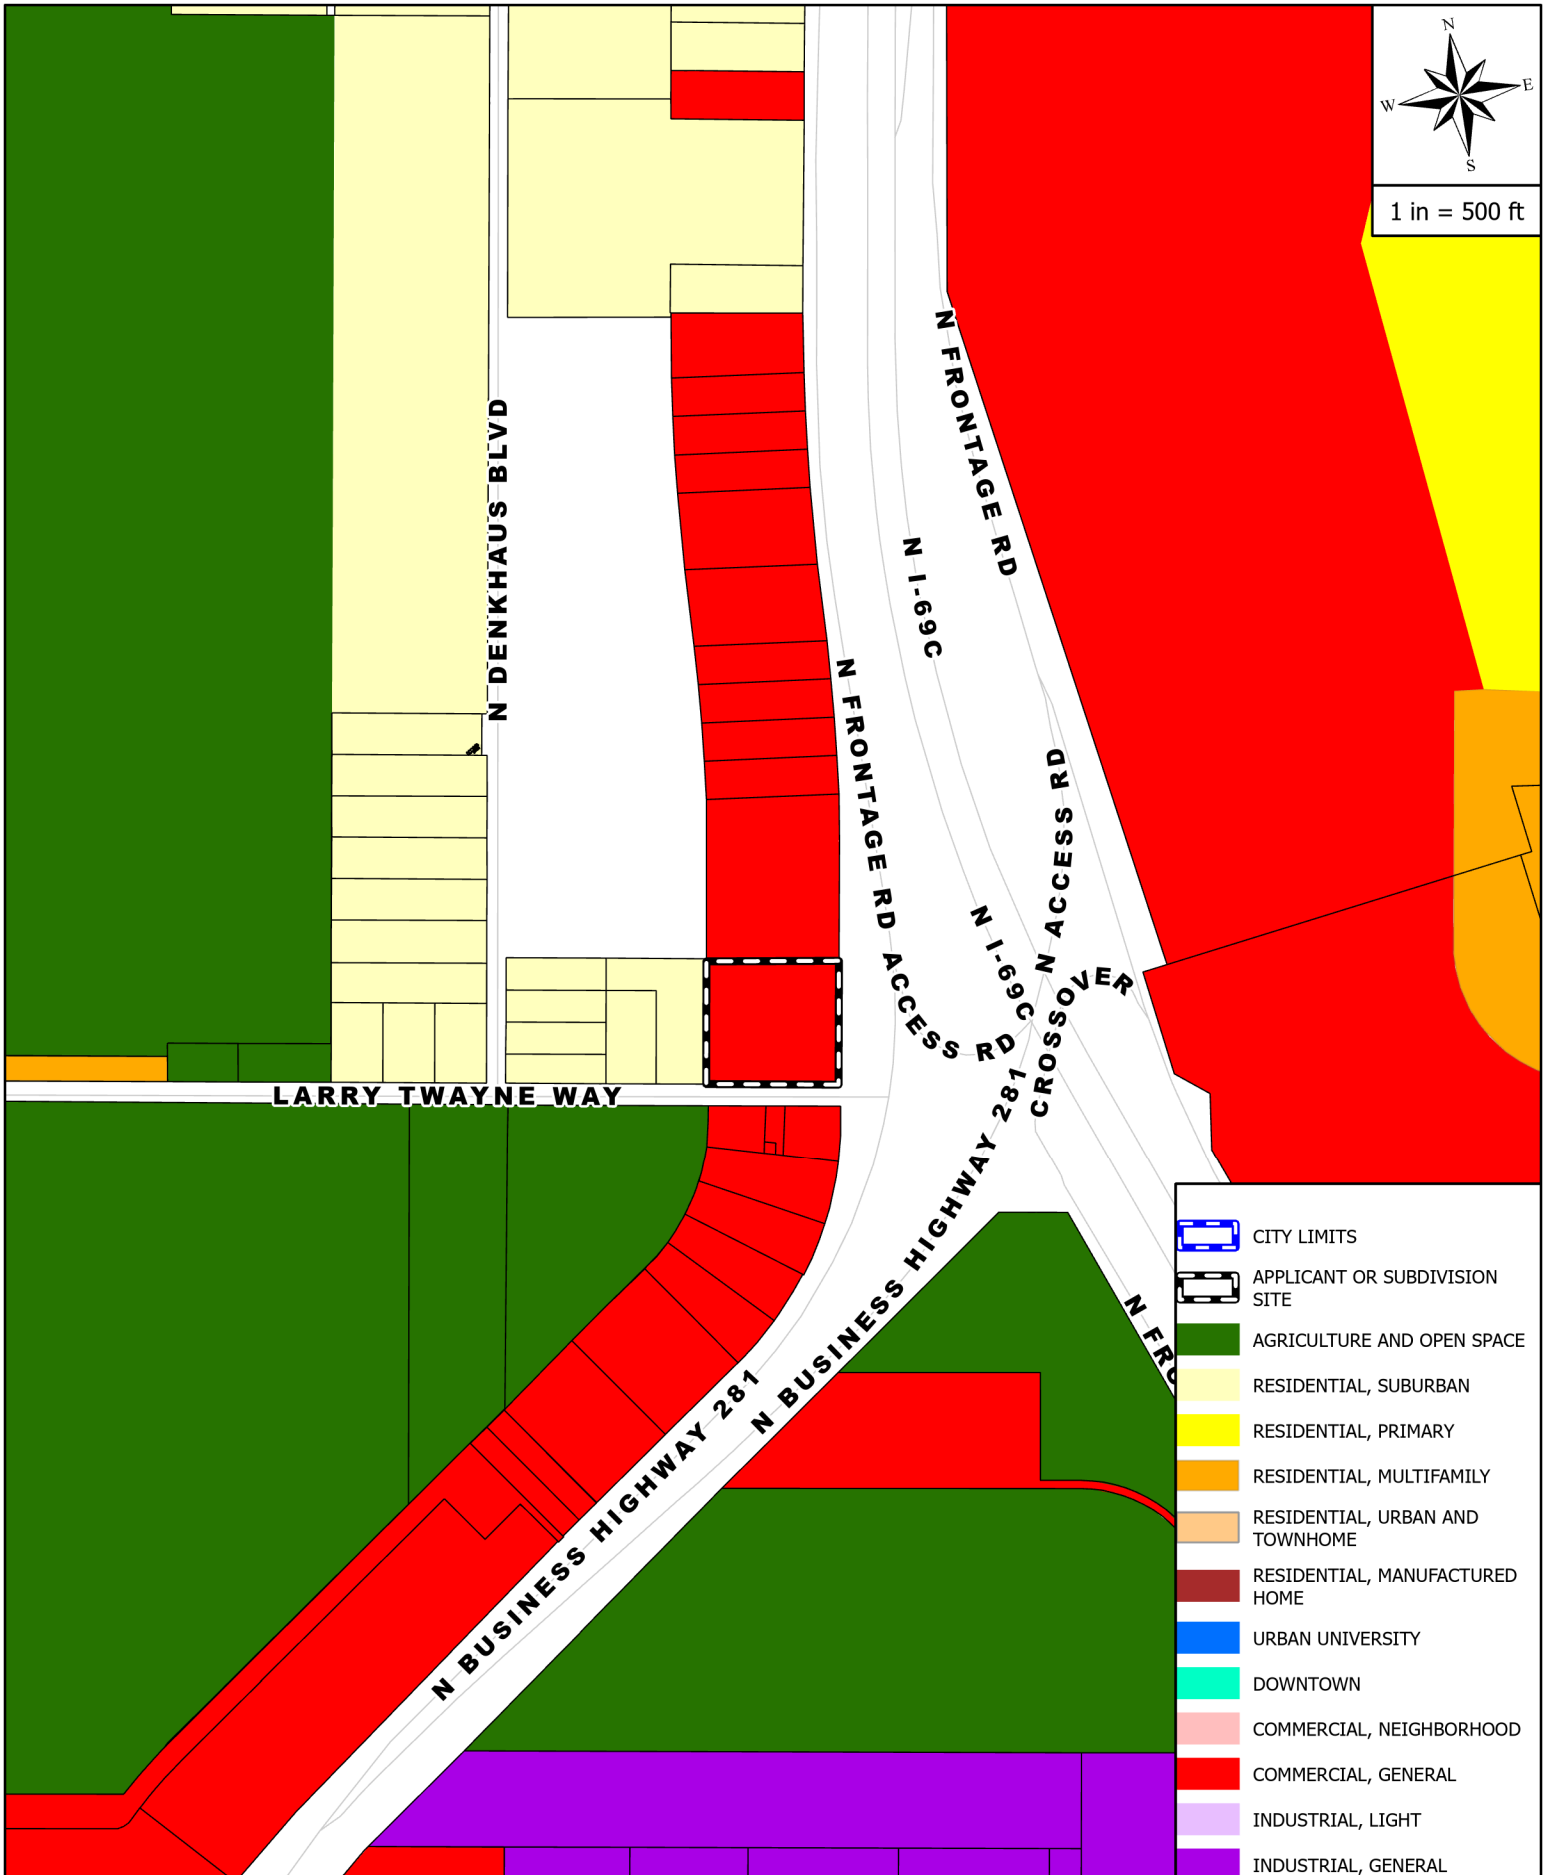 N
W
E
S
1 in = 500 ft
N FRONTAGE RD
N DENKHAUS BLVD
N I-69C
N FRONTAGE RD
N ACCESS RD
ACCESS RD
N I-69C
CROSSOVER
LARRY TWAYNE WAY
N BUSINESS HIGHWAY 281
N BUSINESS HIGHWAY 281
N FRO
CITY LIMITS
APPLICANT OR SUBDIVISION
SITE
AGRICULTURE AND OPEN SPACE
RESIDENTIAL, SUBURBAN
RESIDENTIAL, PRIMARY
RESIDENTIAL, MULTIFAMILY
RESIDENTIAL, URBAN AND
TOWNHOME
RESIDENTIAL, MANUFACTURED
HOME
URBAN UNIVERSITY
DOWNTOWN
COMMERCIAL, NEIGHBORHOOD
COMMERCIAL, GENERAL
INDUSTRIAL, LIGHT
INDUSTRIAL, GENERAL